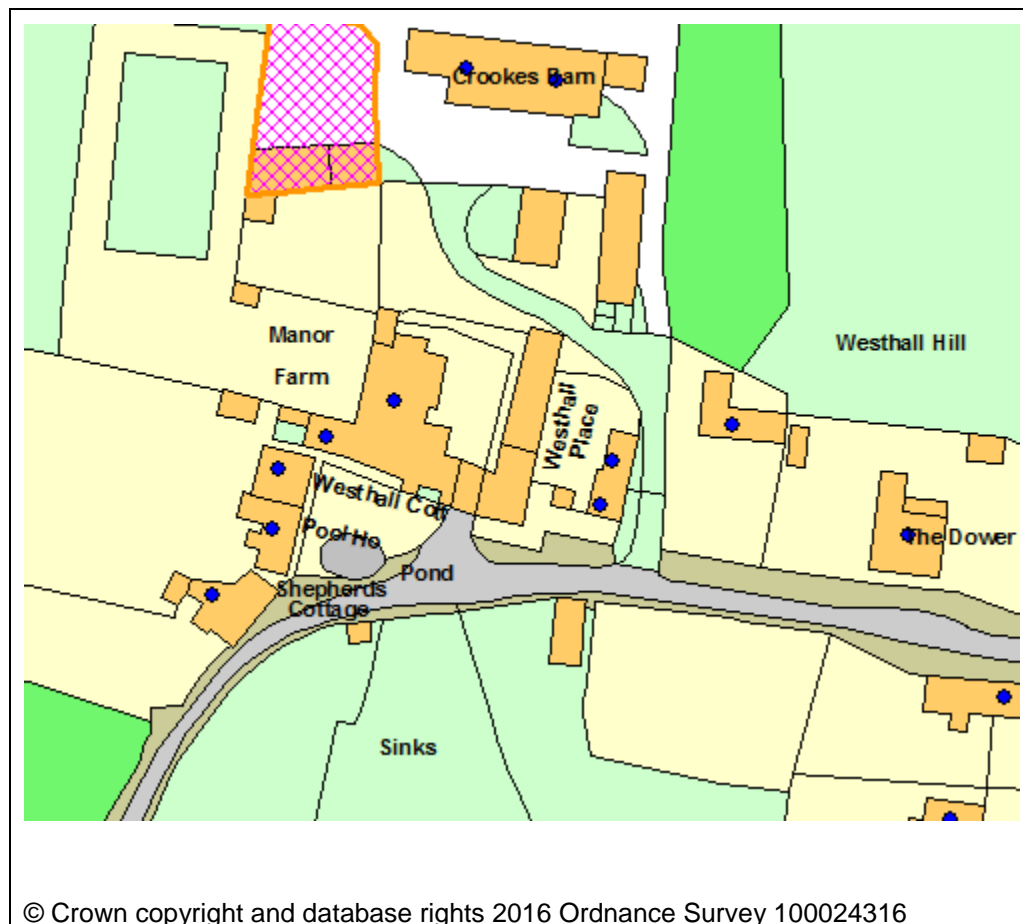 Crookes Barn
Westhall Hill
Manor
Farm
Westhall
Place
Westhall Cott
Pool Ho
The Dower
Pond
Shepherds
Cottage
Sinks
© Crown copyright and database rights 2016 Ordnance Survey 100024316